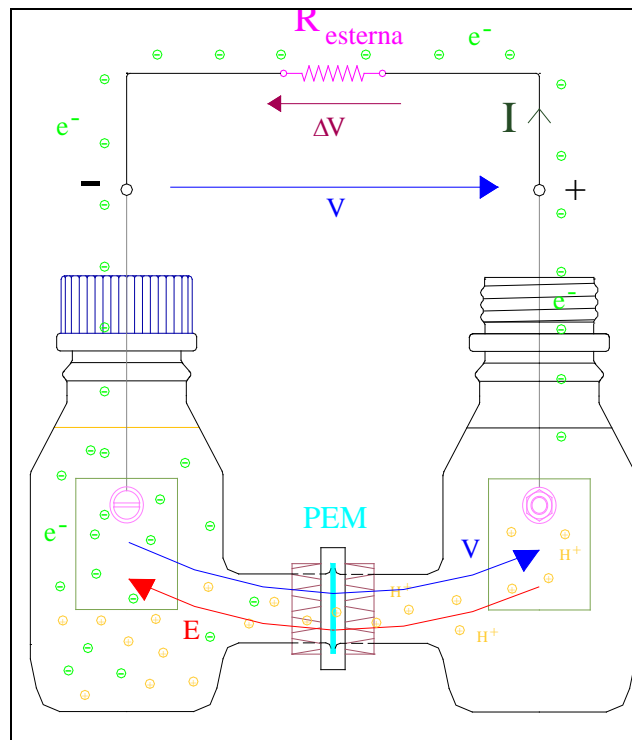 R esterna
e-
e-
ΔV
I
-
V
+
e-
PEM
e-
V
H+
H+
E
H+